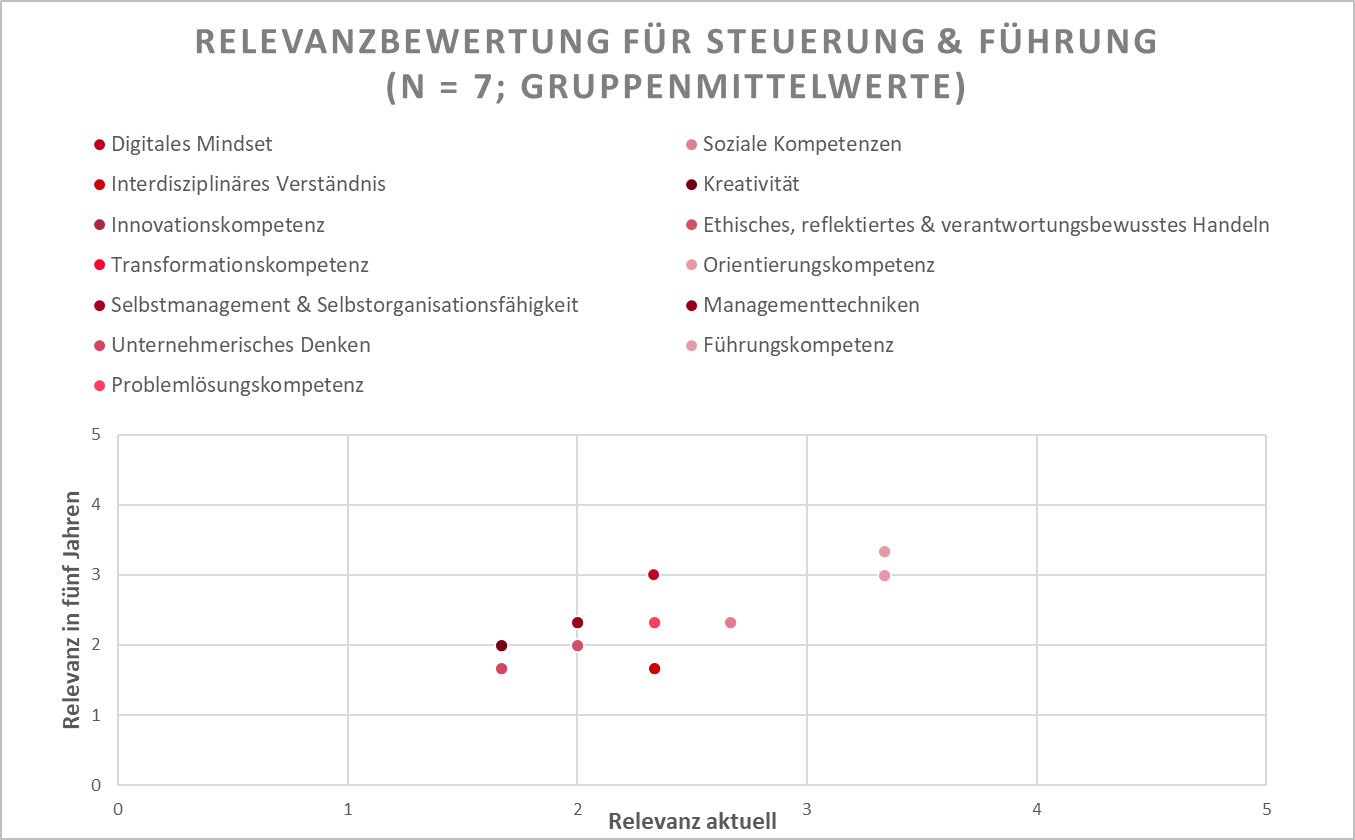 RELEVANZBEWERTUNG FÜR STEUERUNG & FÜHRUNG
(N = 7; GRUPPENMITTELWERTE)
Digitales Mindset
Soziale Kompetenzen
Interdisziplinäres Verständnis
Kreativität
Innovationskompetenz
Ethisches, reflektiertes & verantwortungsbewusstes Handeln
Transformationskompetenz
Orientierungskompetenz
Selbstmanagement & Selbstorganisationsfähigkeit
Managementtechniken
Unternehmerisches Denken
Führungskompetenz
Problemlösungskompetenz
5
4
3
2
1
0
Relevanz in fünf Jahren
0
1
2
3
4
5
Relevanz aktuell